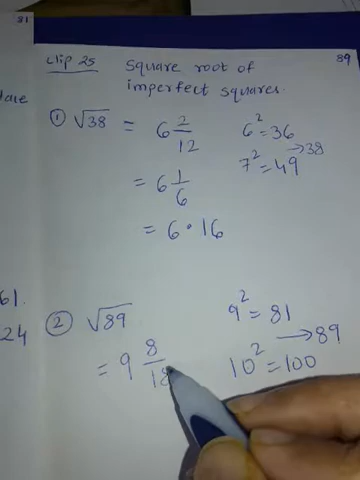 81
89
Clip 25 Square root of
imperfect squares.
① √38 = 6 2/12 6² = 36
→ 38
7² = 49
= 6 1/6
= 6·16
61.
24
② √89 9² = 81
→ 89
= 9 8/18 10² = 100